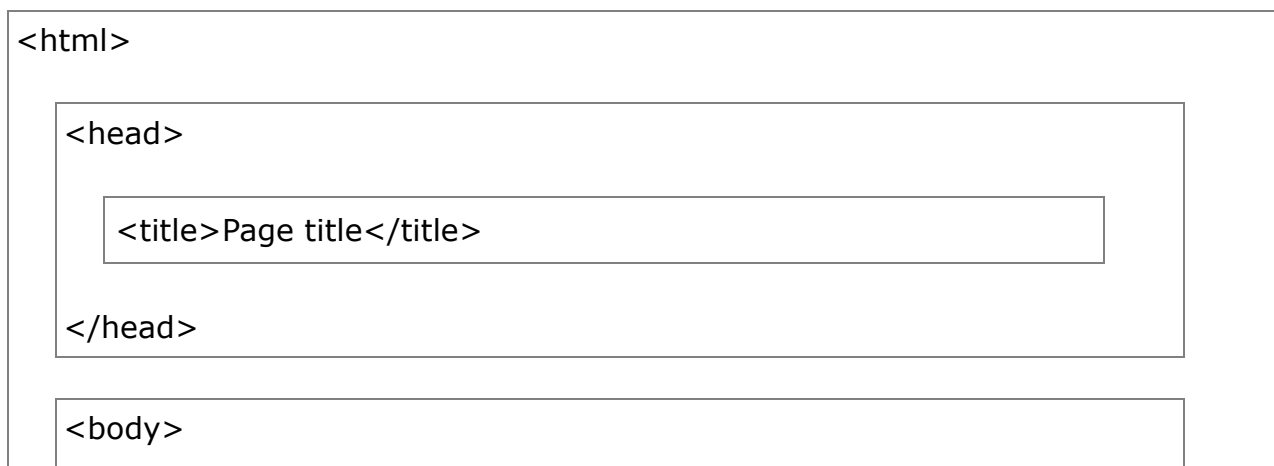 <html>
<head>
<title>Page title</title>
</head>
<body>